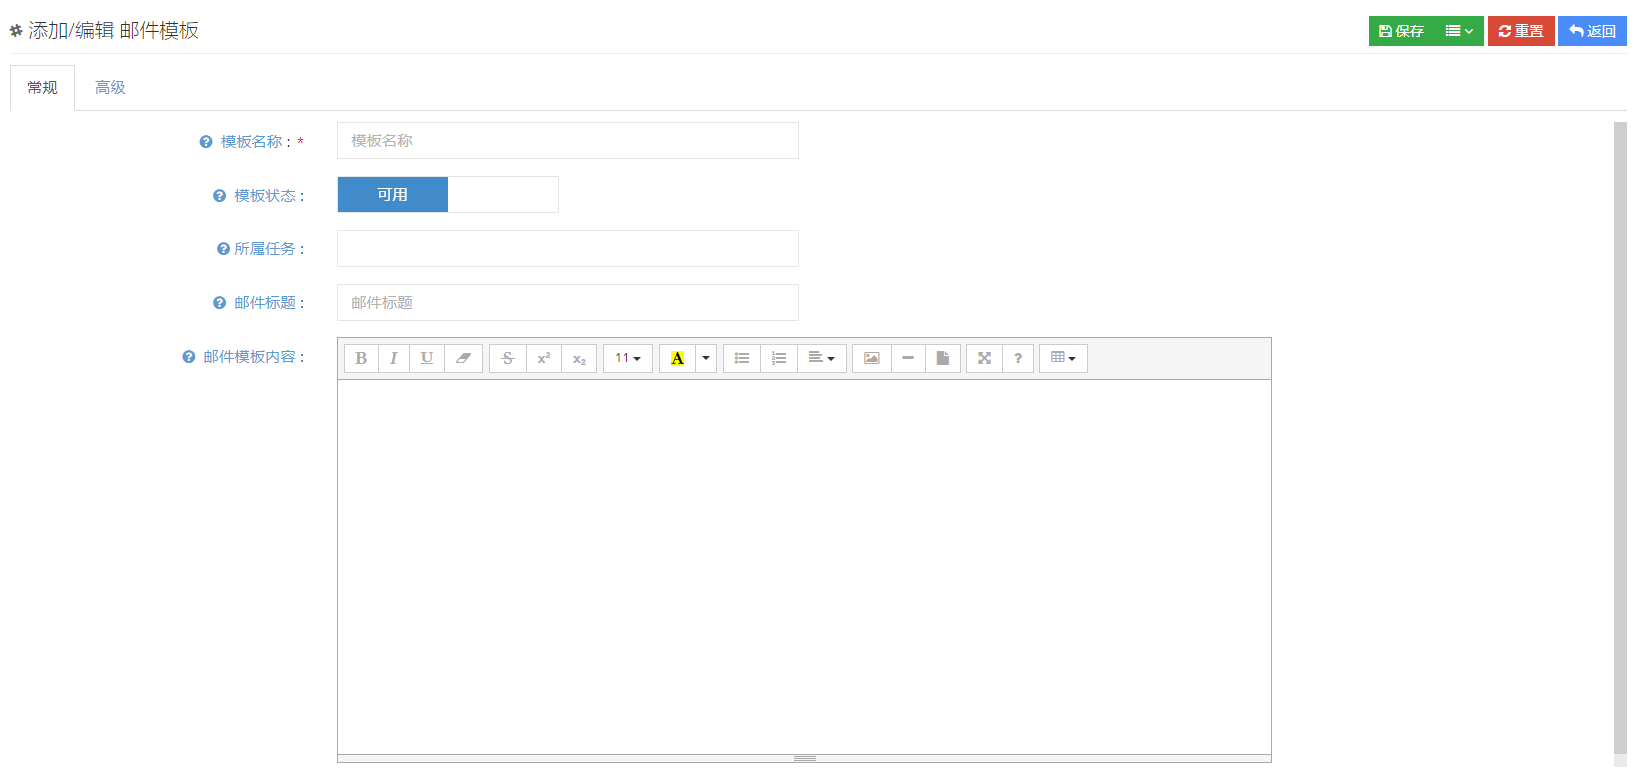 添加/编辑 邮件模板
保存
重置
返回
常规 高级
模板名称 : *
模板名称
模板状态 :
可用
所属任务 :
邮件标题 :
邮件标题
邮件模板内容 :
B I U S x² x₂ 11 A ?